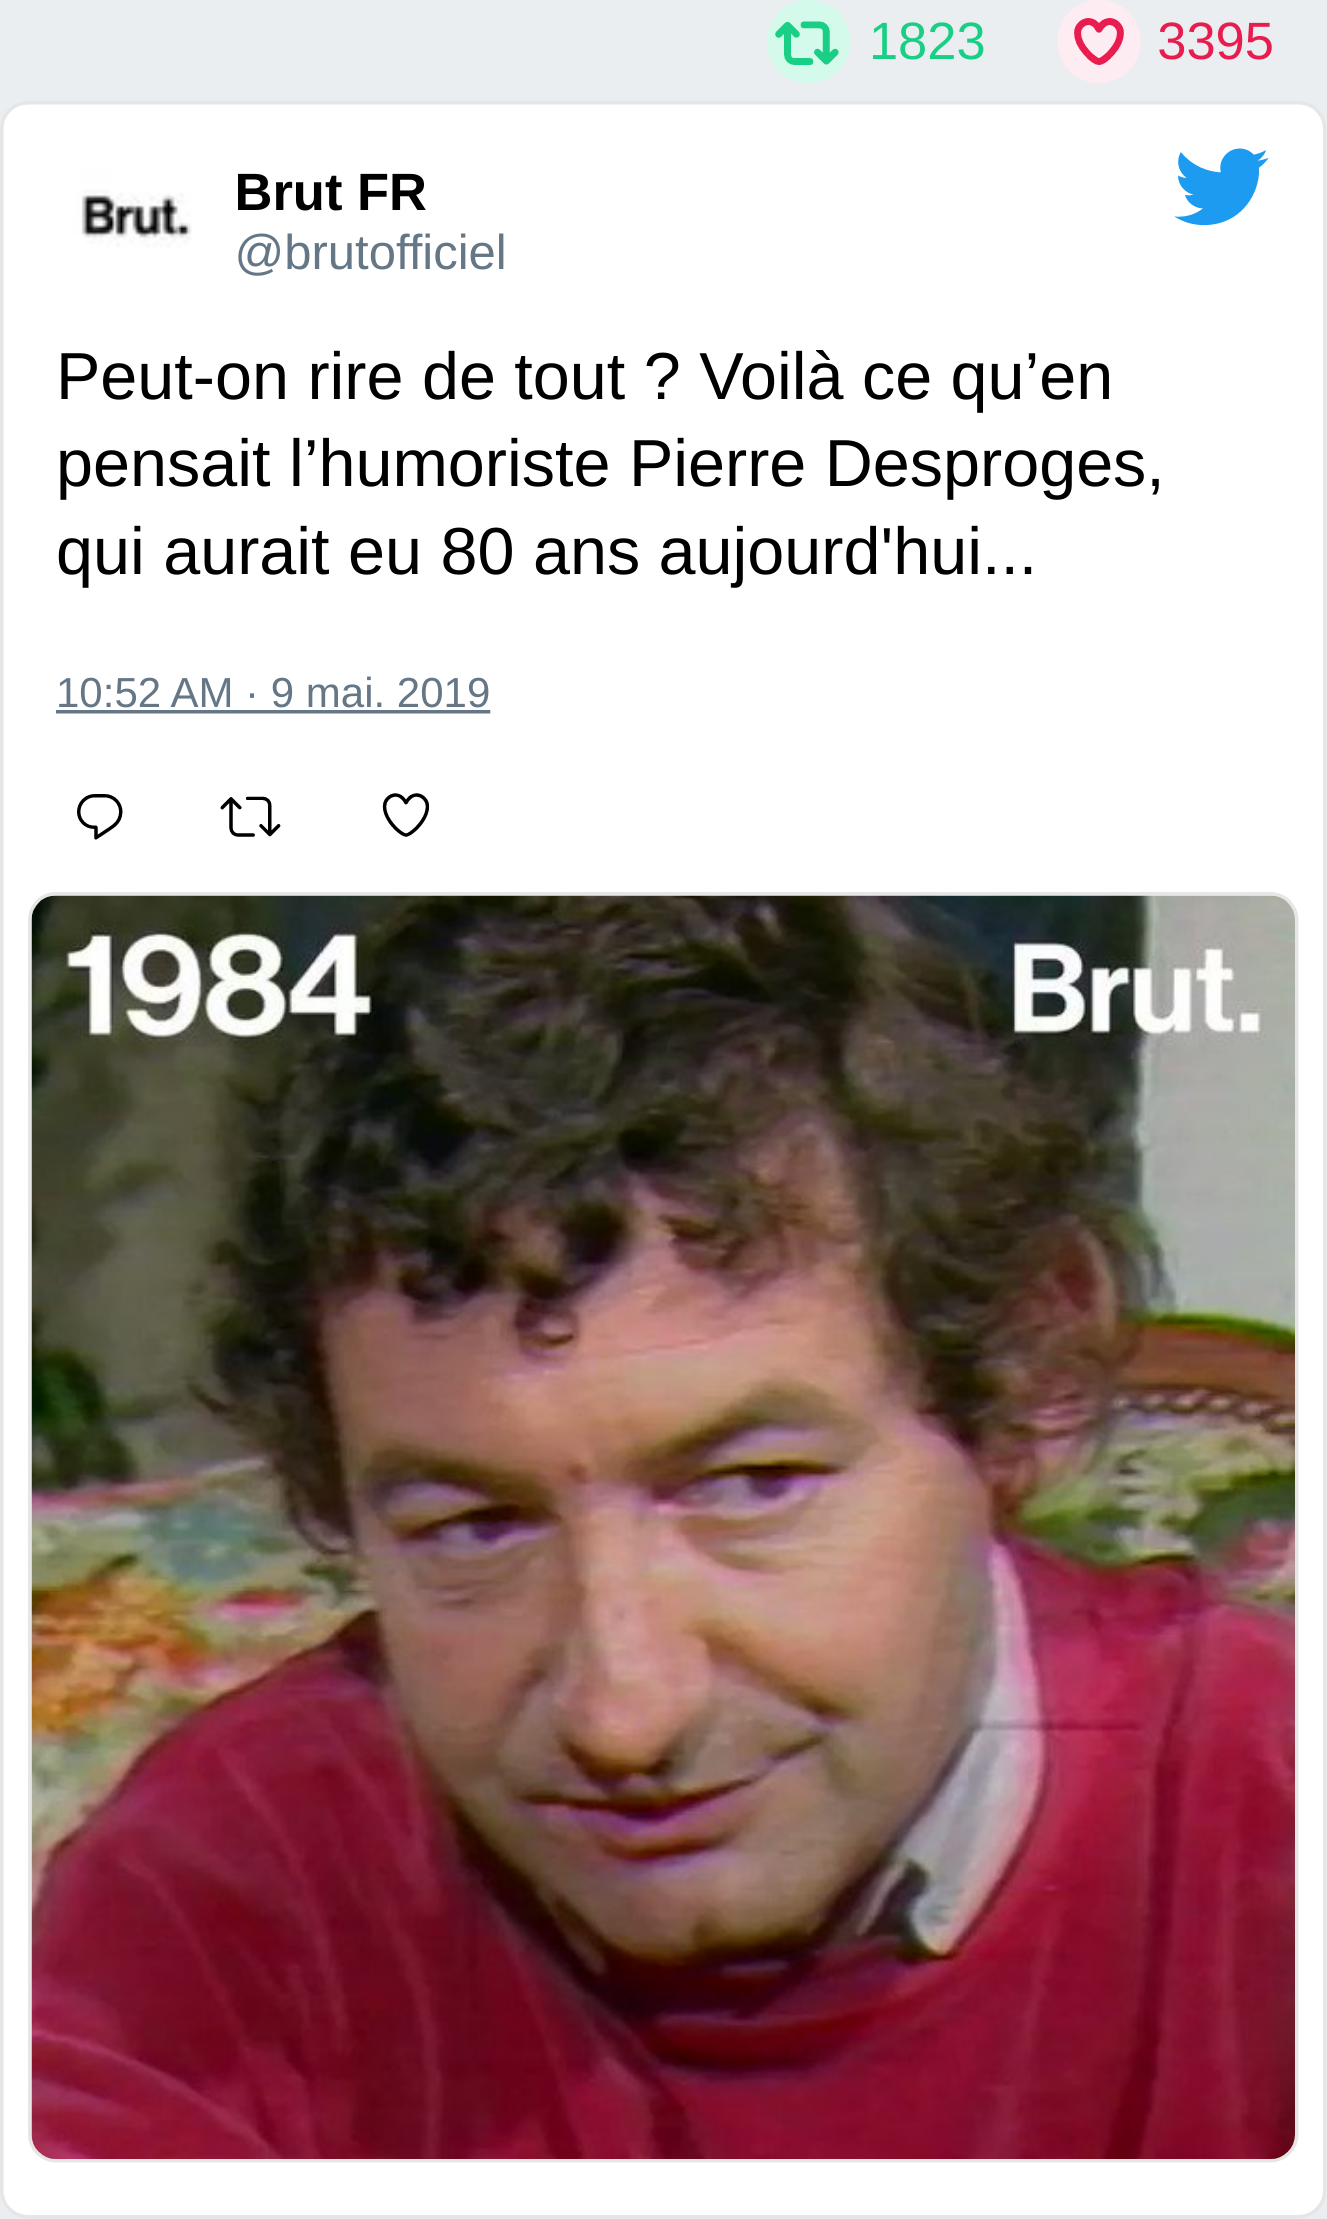 1823 3395
Brut. Brut FR
@brutofficiel
Peut-on rire de tout ? Voilà ce qu’en
pensait l’humoriste Pierre Desproges,
qui aurait eu 80 ans aujourd'hui...
10:52 AM · 9 mai. 2019
1984 Brut.